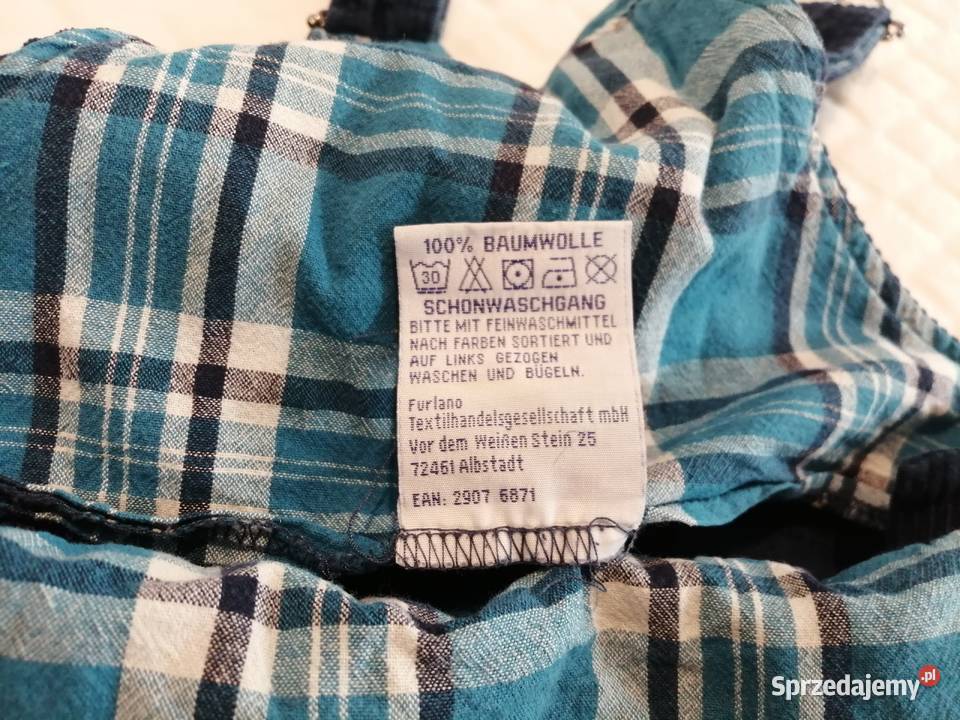 100% BAUMWOLLE
30
SCHONWASCHGANG
BITTE MIT FEINWASCHMITTEL
NACH FARBEN SORTIERT UND
AUF LINKS GEZOGEN
WASCHEN UND BÜGELN.
Furlano
Textilhandelsgesellschaft mbH
Vor dem Weißen Stein 25
72461 Albstadt
EAN: 2907 6871
Sprzedajemy.pl